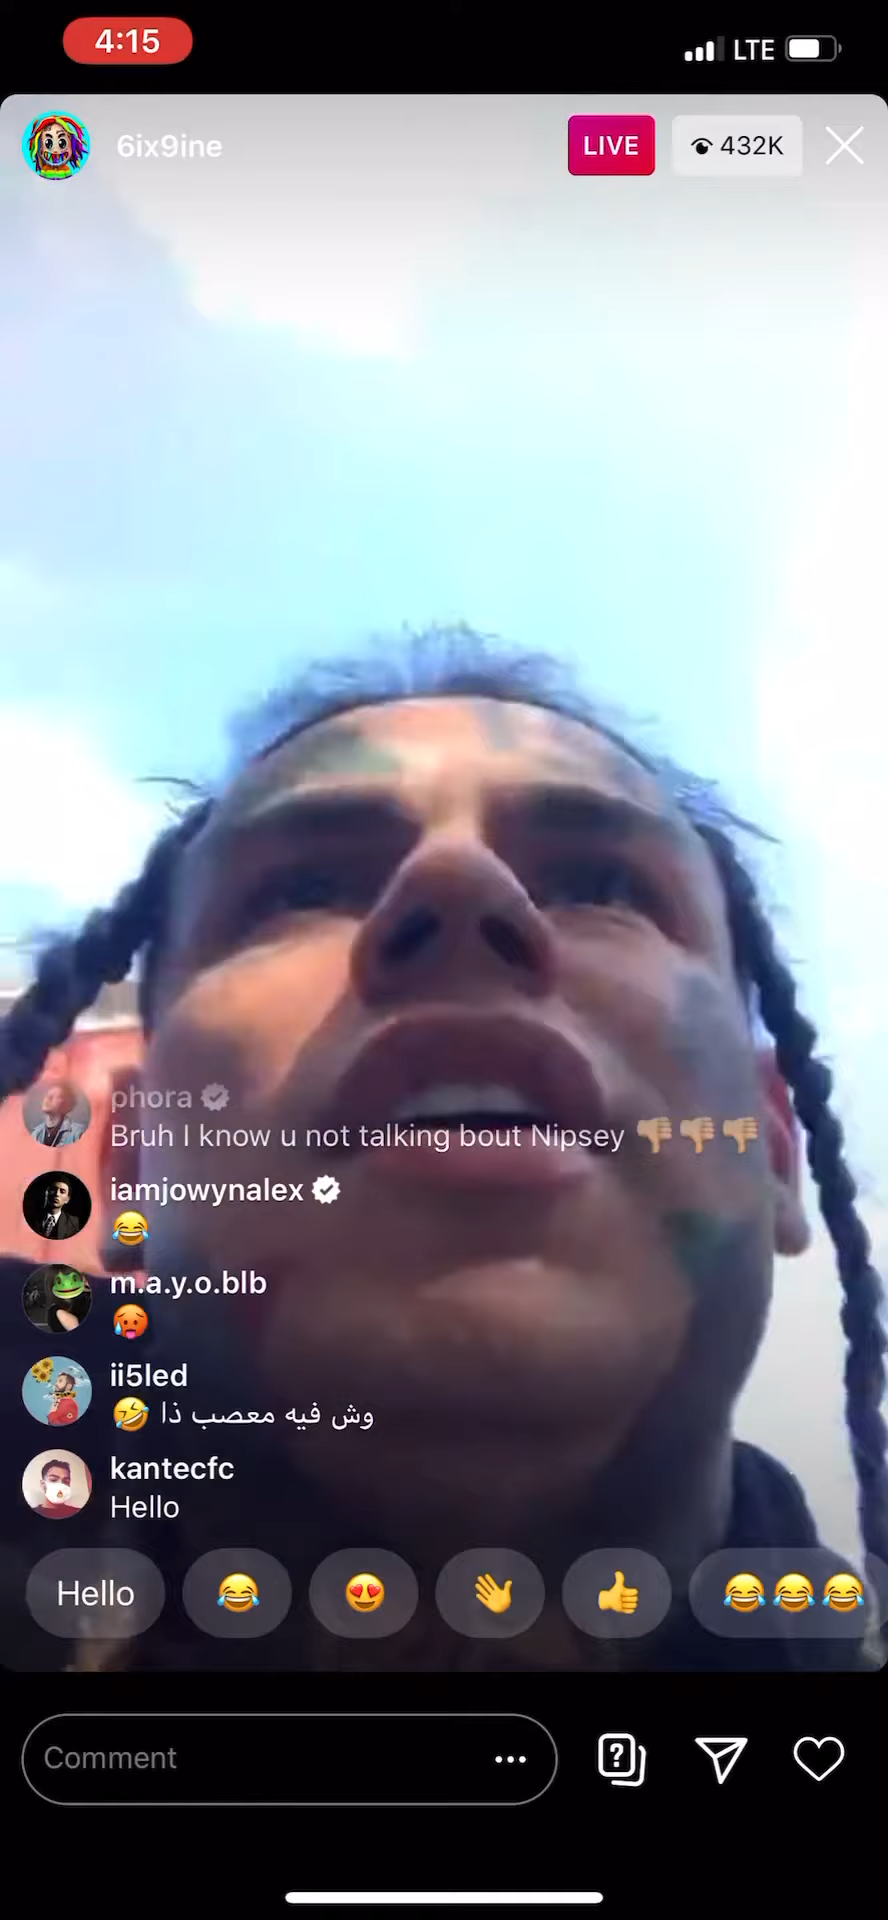 4:15
LTE
6ix9ine
LIVE
432K
phora
Bruh I know u not talking bout Nipsey 👎🏼👎🏼👎🏼
iamjowynalex
😂
m.a.y.o.blb
🥵
ii5led
وش فيه معصب ذا 🤣
kantecfc
Hello
Hello 😂 😍 👋 👍 😂😂😂
Comment